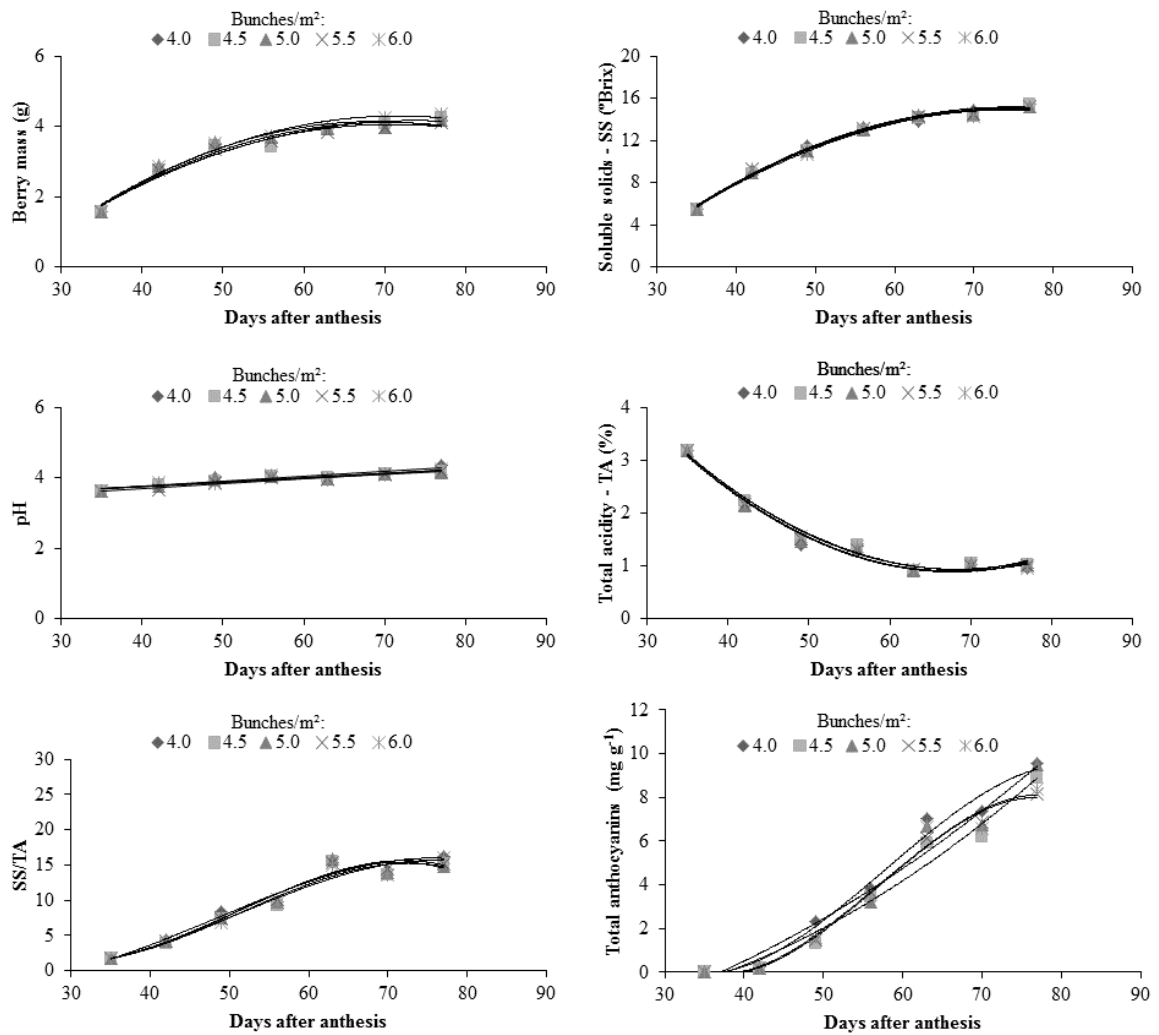 Bunches/m²:
4.0 4.5 5.0 5.5 6.0
6
4
2
0
Berry mass (g)
30 40 50 60 70 80 90
Days after anthesis
Bunches/m²:
4.0 4.5 5.0 5.5 6.0
20
16
12
8
4
0
Soluble solids - SS (ºBrix)
30 40 50 60 70 80 90
Days after anthesis
Bunches/m²:
4.0 4.5 5.0 5.5 6.0
6
4
2
0
pH
30 40 50 60 70 80 90
Days after anthesis
Bunches/m²:
4.0 4.5 5.0 5.5 6.0
4
3
2
1
0
Total acidity - TA (%)
30 40 50 60 70 80 90
Days after anthesis
Bunches/m²:
4.0 4.5 5.0 5.5 6.0
30
25
20
15
10
5
0
SS/TA
30 40 50 60 70 80 90
Days after anthesis
Bunches/m²:
4.0 4.5 5.0 5.5 6.0
12
10
8
6
4
2
0
Total anthocyanins (mg g⁻¹)
30 40 50 60 70 80 90
Days after anthesis